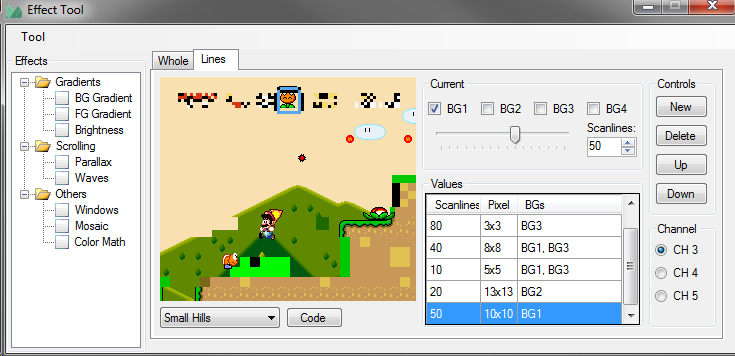 Effect Tool
Tool
Effects
Gradients
BG Gradient
FG Gradient
Brightness
Scrolling
Parallax
Waves
Others
Windows
Mosaic
Color Math
Whole
Lines
Small Hills
Code
Current
BG1
BG2
BG3
BG4
Scanlines:
50
Values
Scanlines Pixel BGs
80 3x3 BG3
40 8x8 BG1, BG3
10 5x5 BG1, BG3
20 13x13 BG2
50 10x10 BG1
Controls
New
Delete
Up
Down
Channel
CH 3
CH 4
CH 5